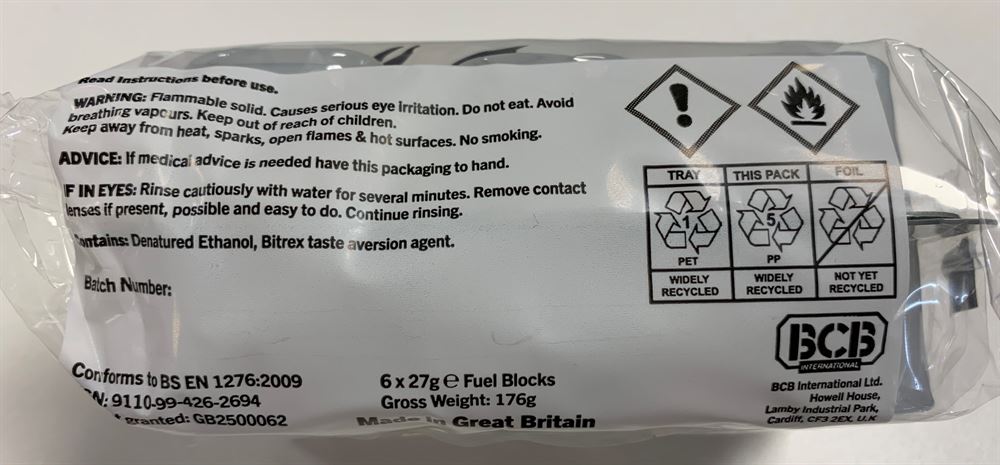 Read Instructions before use.
WARNING: Flammable solid. Causes serious eye irritation. Do not eat. Avoid
breathing vapours. Keep out of reach of children.
Keep away from heat, sparks, open flames & hot surfaces. No smoking.
ADVICE: If medical advice is needed have this packaging to hand.
IF IN EYES: Rinse cautiously with water for several minutes. Remove contact
lenses if present, possible and easy to do. Continue rinsing.
Contains: Denatured Ethanol, Bitrex taste aversion agent.
Batch Number:
Conforms to BS EN 1276:2009
N: 9110-99-426-2694
granted: GB2500062
6 x 27g e Fuel Blocks
Gross Weight: 176g
Made in Great Britain
TRAY THIS PACK FOIL
1 5
PET PP
WIDELY RECYCLED WIDELY RECYCLED NOT YET RECYCLED
BCB
INTERNATIONAL
BCB International Ltd.
Howell House,
Lamby Industrial Park,
Cardiff, CF3 2EX, U.K